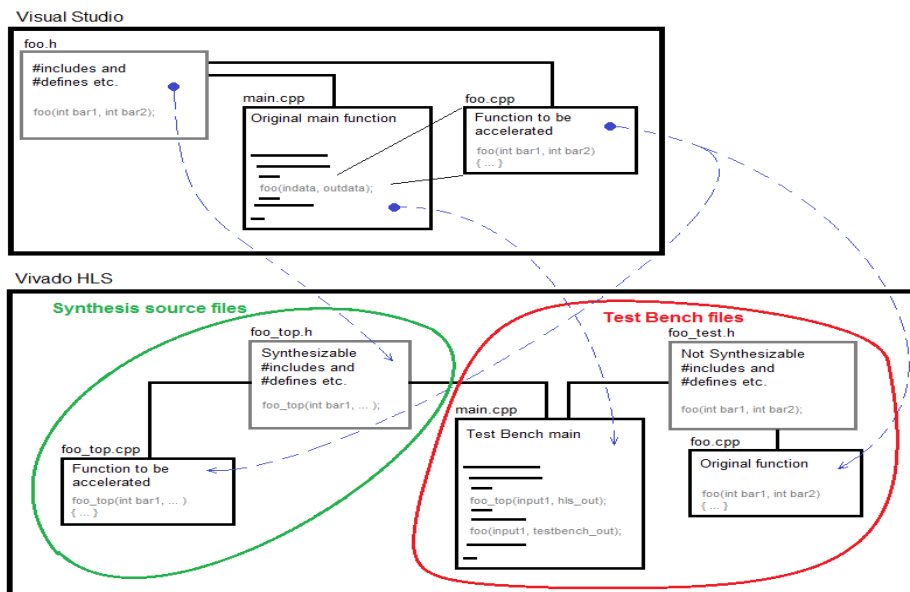 Visual Studio
foo.h
#includes and
#defines etc.
foo(int bar1, int bar2);
main.cpp
Original main function
foo(indata, outdata);
foo.cpp
Function to be
accelerated
foo(int bar1, int bar2)
{ ... }
Vivado HLS
Synthesis source files
foo_top.h
Synthesizable
#includes and
#defines etc.
foo_top(int bar1, ... );
foo_top.cpp
Function to be
accelerated
foo_top(int bar1, ... )
{ ... }
Test Bench files
foo_test.h
Not Synthesizable
#includes and
#defines etc.
foo(int bar1, int bar2);
main.cpp
Test Bench main
foo_top(input1, hls_out);
foo(input1, testbench_out);
foo.cpp
Original function
foo(int bar1, int bar2)
{ ... }